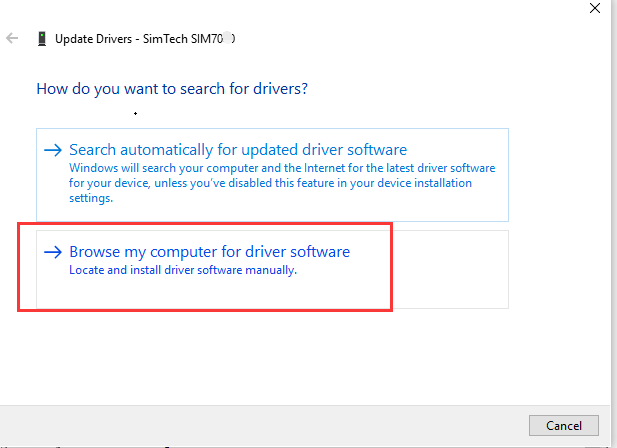 Update Drivers - SimTech
How do you want to search for drivers?
Search automatically for updated driver software
Windows will search your computer and the Internet for the latest driver software
for your device, unless you've disabled this feature in your device installation
settings.
Browse my computer for driver software
Locate and install driver software manually.
Cancel